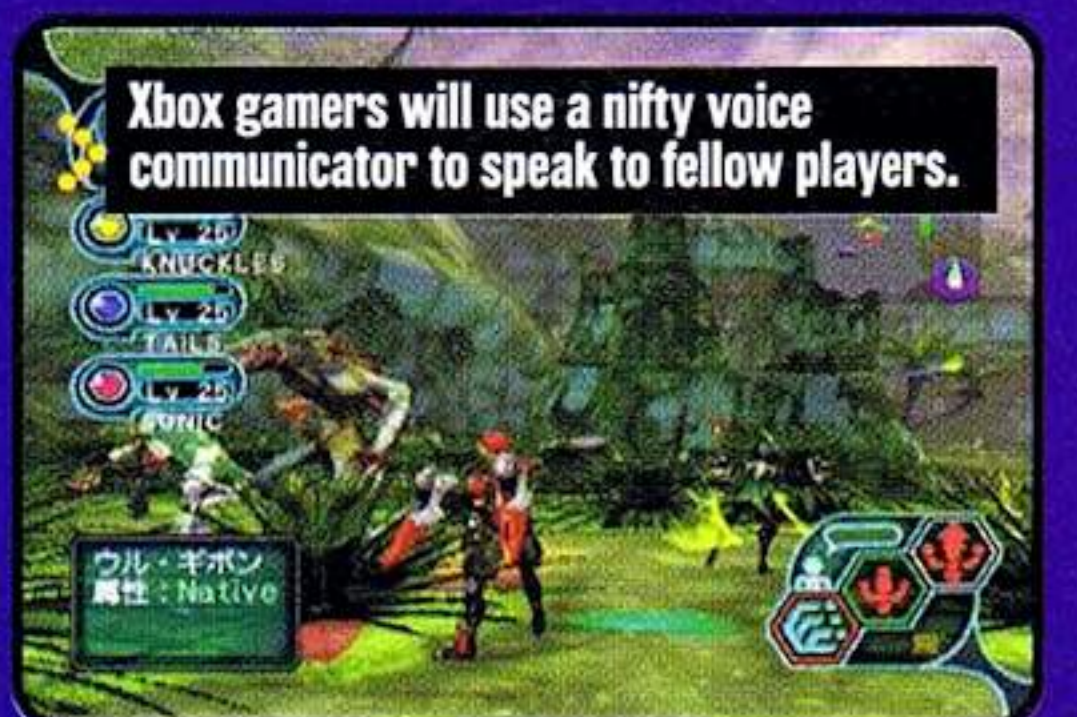 Xbox gamers will use a nifty voice
communicator to speak to fellow players.
Lv 25
KNUCKLES
Lv 25
TAILS
Lv 25
SONIC
ウル・ギボン
属性：Native